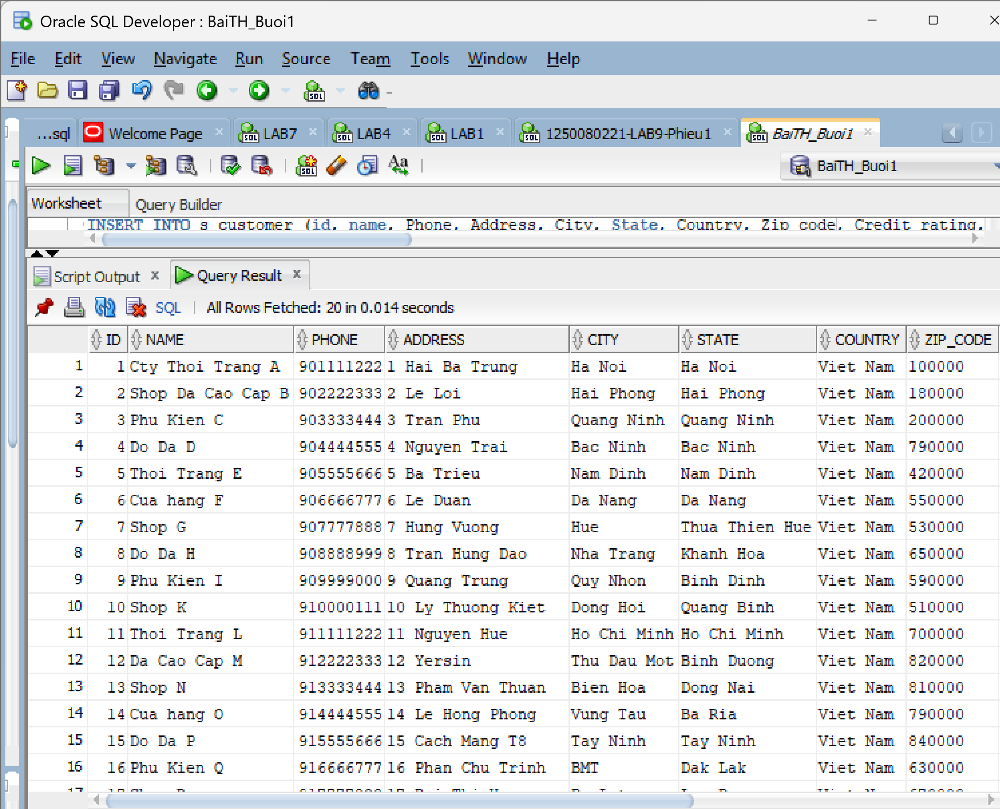 Oracle SQL Developer : BaiTH_Buoi1
File Edit View Navigate Run Source Team Tools Window Help
...sql Welcome Page LAB7 LAB4 LAB1 1250080221-LAB9-Phieu1 BaiTH_Buoi1
BaiTH_Buoi1
Worksheet Query Builder
INSERT INTO s_customer (id, name, Phone, Address, City, State, Country, Zip_code, Credit_rating,
Script Output x Query Result x
SQL | All Rows Fetched: 20 in 0.014 seconds
ID NAME PHONE ADDRESS CITY STATE COUNTRY ZIP_CODE
1 1 Cty Thoi Trang A 901111222 1 Hai Ba Trung Ha Noi Ha Noi Viet Nam 100000
2 2 Shop Da Cao Cap B 902222333 2 Le Loi Hai Phong Hai Phong Viet Nam 180000
3 3 Phu Kien C 903333444 3 Tran Phu Quang Ninh Quang Ninh Viet Nam 200000
4 4 Do Da D 904444555 4 Nguyen Trai Bac Ninh Bac Ninh Viet Nam 790000
5 5 Thoi Trang E 905555666 5 Ba Trieu Nam Dinh Nam Dinh Viet Nam 420000
6 6 Cua hang F 906666777 6 Le Duan Da Nang Da Nang Viet Nam 550000
7 7 Shop G 907777888 7 Hung Vuong Hue Thua Thien Hue Viet Nam 530000
8 8 Do Da H 908888999 8 Tran Hung Dao Nha Trang Khanh Hoa Viet Nam 650000
9 9 Phu Kien I 909999000 9 Quang Trung Quy Nhon Binh Dinh Viet Nam 590000
10 10 Shop K 910000111 10 Ly Thuong Kiet Dong Hoi Quang Binh Viet Nam 510000
11 11 Thoi Trang L 911111222 11 Nguyen Hue Ho Chi Minh Ho Chi Minh Viet Nam 700000
12 12 Da Cao Cap M 912222333 12 Yersin Thu Dau Mot Binh Duong Viet Nam 820000
13 13 Shop N 913333444 13 Pham Van Thuan Bien Hoa Dong Nai Viet Nam 810000
14 14 Cua hang O 914444555 14 Le Hong Phong Vung Tau Ba Ria Viet Nam 790000
15 15 Do Da P 915555666 15 Cach Mang T8 Tay Ninh Tay Ninh Viet Nam 840000
16 16 Phu Kien Q 916666777 16 Phan Chu Trinh BMT Dak Lak Viet Nam 630000